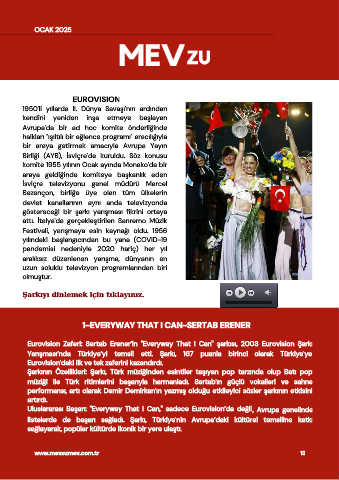 OCAK 2025
MEVzu
EUROVISION
1950'li yıllarda II. Dünya Savaşı'nın ardından
kendini yeniden inşa etmeye başlayan
Avrupa'da bir ad hoc komite önderliğinde
halkları "ışıltılı bir eğlence programı" aracılığıyla
bir araya getirmek amacıyla Avrupa Yayın
Birliği (AYB), İsviçre'de kuruldu. Söz konusu
komite 1955 yılının Ocak ayında Monako'da bir
araya geldiğinde komiteye başkanlık eden
İsviçre televizyonu genel müdürü Marcel
Bezançon, birliğe üye olan tüm ülkelerin
devlet kanallarının aynı anda televizyonda
göstereceği bir şarkı yarışması fikrini ortaya
attı. İtalya'da gerçekleştirilen Sanremo Müzik
Festivali, yarışmaya esin kaynağı oldu. 1956
yılındaki başlangıcından bu yana (COVID-19
pandemisi nedeniyle 2020 hariç) her yıl
aralıksız düzenlenen yarışma, dünyanın en
uzun soluklu televizyon programlarından biri
olmuştur.
Şarkıyı dinlemek için tıklayınız.
1-EVERYWAY THAT I CAN-SERTAB ERENER
Eurovision Zaferi: Sertab Erener'in "Everyway That I Can" şarkısı, 2003 Eurovision Şarkı
Yarışması'nda Türkiye'yi temsil etti. Şarkı, 167 puanla birinci olarak Türkiye'ye
Eurovision'daki ilk ve tek zaferini kazandırdı.
Şarkının Özellikleri: Şarkı, Türk müziğinden esintiler taşıyan pop tarzında olup Batı pop
müziği ile Türk ritimlerini başarıyla harmanladı. Sertab'ın güçlü vokalleri ve sahne
performansı, artı olarak Demir Demirkan'ın yazmış olduğu etkileyici sözler şarkının etkisini
artırdı.
Uluslararası Başarı: "Everyway That I Can," sadece Eurovision'da değil, Avrupa genelinde
listelerde de başarı sağladı. Şarkı, Türkiye'nin Avrupa'daki kültürel temsiline katkı
sağlayarak, popüler kültürde ikonik bir yere ulaştı.
www.mevsumev.com.tr